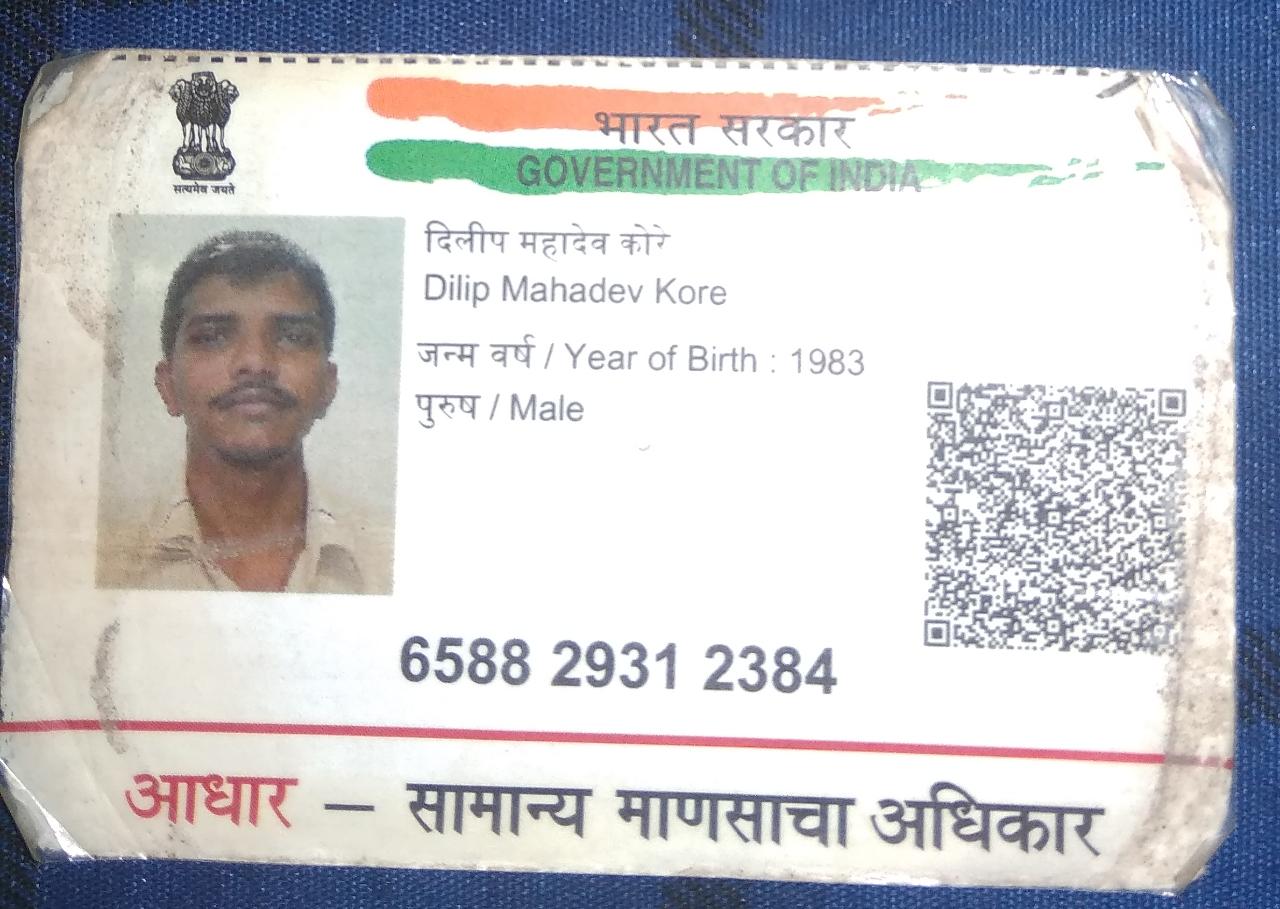 भारत सरकार
GOVERNMENT OF INDIA
सत्यमेव जयते
दिलीप महादेव कोरे
Dilip Mahadev Kore
जन्म वर्ष / Year of Birth : 1983
पुरुष / Male
6588 2931 2384
आधार — सामान्य माणसाचा अधिकार